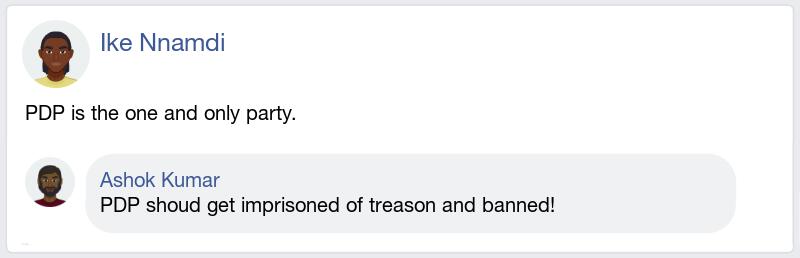 Ike Nnamdi
PDP is the one and only party.
Ashok Kumar
PDP shoud get imprisoned of treason and banned!